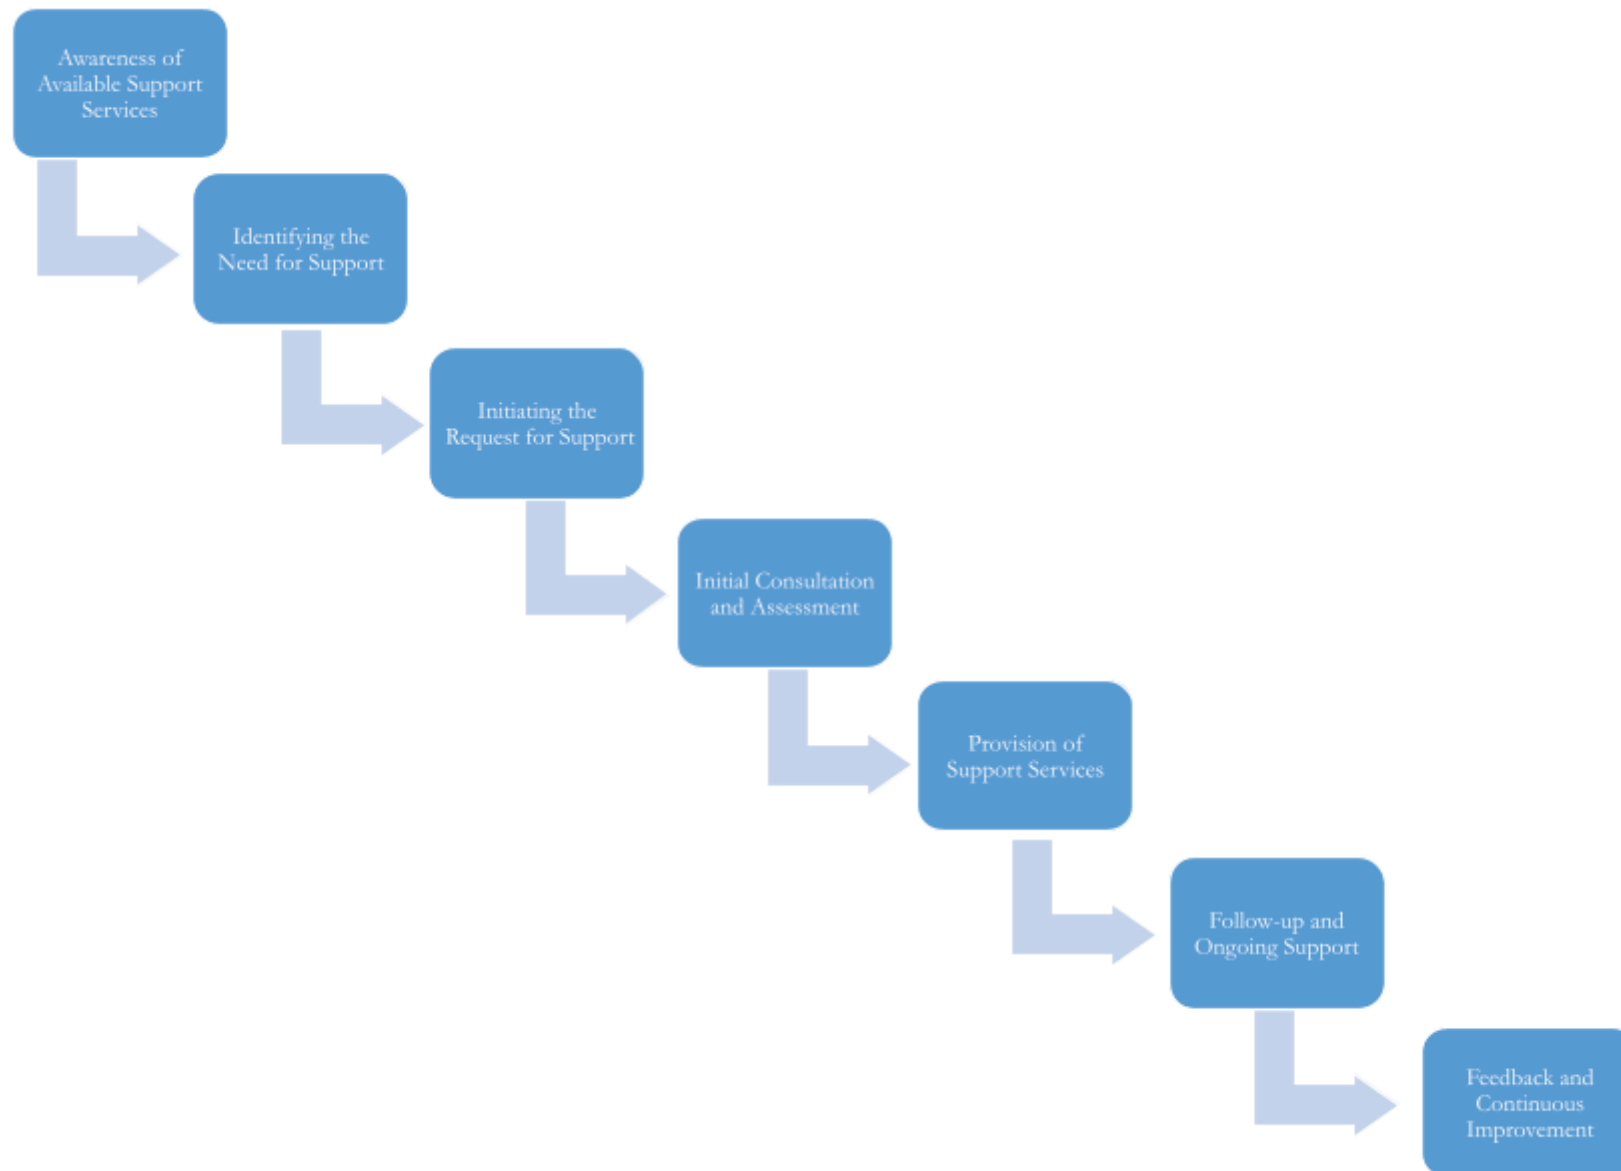 Awareness of
Available Support
Services
Identifying the
Need for Support
Initiating the
Request for Support
Initial Consultation
and Assessment
Provision of
Support Services
Follow-up and
Ongoing Support
Feedback and
Continuous
Improvement